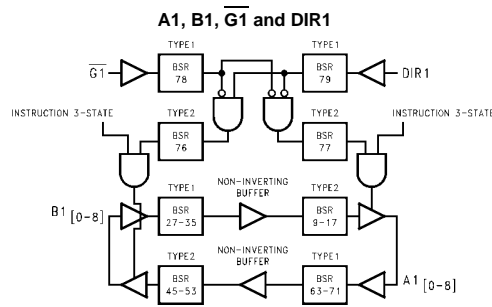 A1, B1, G1 and DIR1
TYPE1
TYPE1
G1
BSR
78
BSR
79
DIR1
INSTRUCTION 3-STATE
TYPE2
TYPE2
INSTRUCTION 3-STATE
BSR
76
BSR
77
TYPE1
NON-INVERTING
BUFFER
TYPE2
B1 [0-8]
BSR
27-35
BSR
9-17
TYPE2
NON-INVERTING
BUFFER
TYPE1
BSR
45-53
BSR
63-71
A1 [0-8]